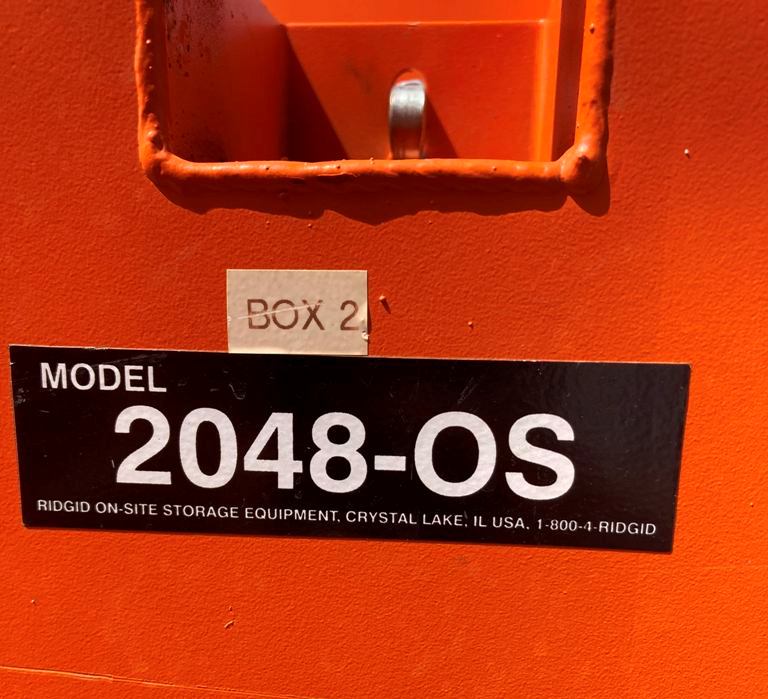 BOX 2
MODEL
2048-OS
RIDGID ON-SITE STORAGE EQUIPMENT, CRYSTAL LAKE, IL USA. 1-800-4-RIDGID